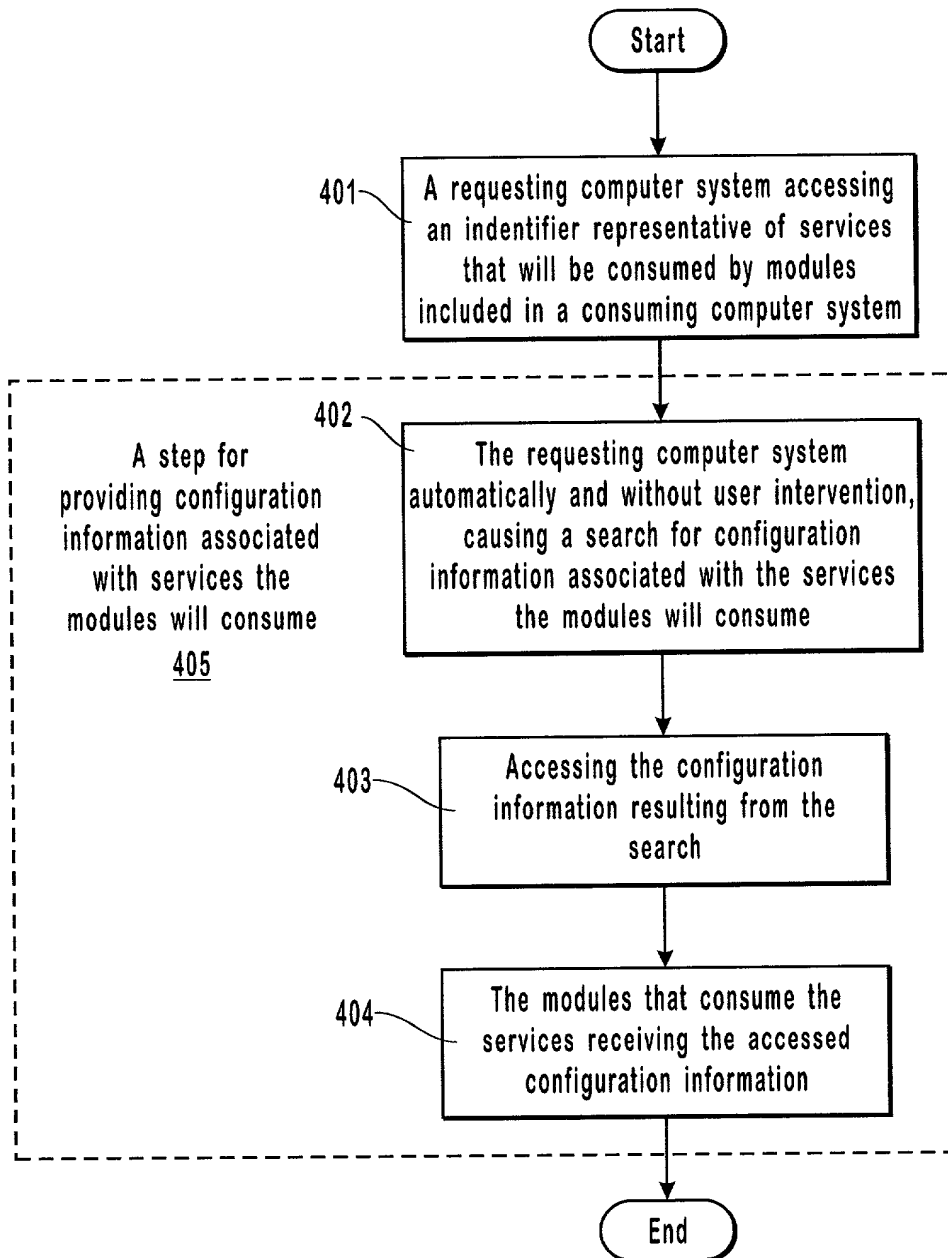 Start
401
A requesting computer system accessing
an indentifier representative of services
that will be consumed by modules
included in a consuming computer system
402
A step for
providing configuration
information associated
with services the
modules will consume
405
The requesting computer system
automatically and without user intervention,
causing a search for configuration
information associated with the services
the modules will consume
403
Accessing the configuration
information resulting from the
search
404
The modules that consume the
services receiving the accessed
configuration information
End